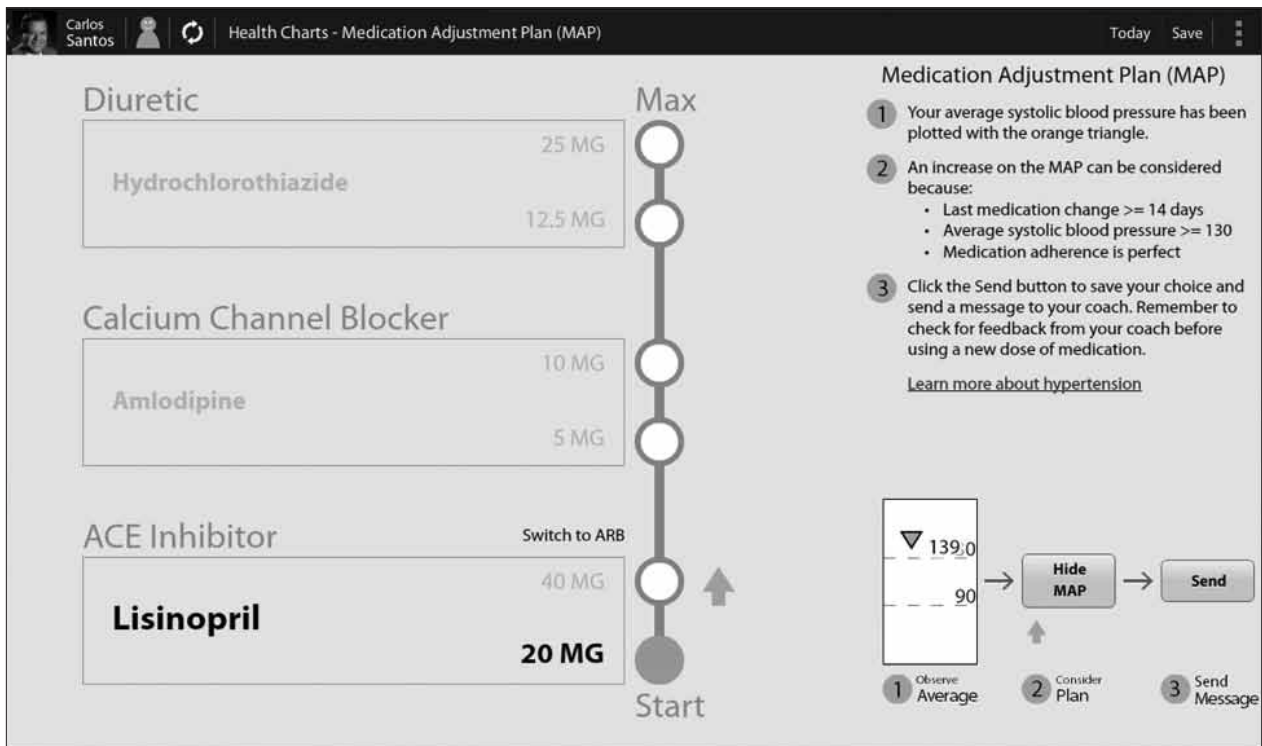 Carlos
Santos
Health Charts - Medication Adjustment Plan (MAP)
Today Save
Diuretic
Max
25 MG
Hydrochlorothiazide
12.5 MG
Calcium Channel Blocker
10 MG
Amlodipine
5 MG
ACE Inhibitor
Switch to ARB
40 MG
Lisinopril
20 MG
Start
Medication Adjustment Plan (MAP)
1 Your average systolic blood pressure has been
plotted with the orange triangle.
2 An increase on the MAP can be considered
because:
• Last medication change >= 14 days
• Average systolic blood pressure >= 130
• Medication adherence is perfect
3 Click the Send button to save your choice and
send a message to your coach. Remember to
check for feedback from your coach before
using a new dose of medication.
Learn more about hypertension
139
90
Hide
MAP
Send
1 Observe
Average
2 Consider
Plan
3 Send
Message